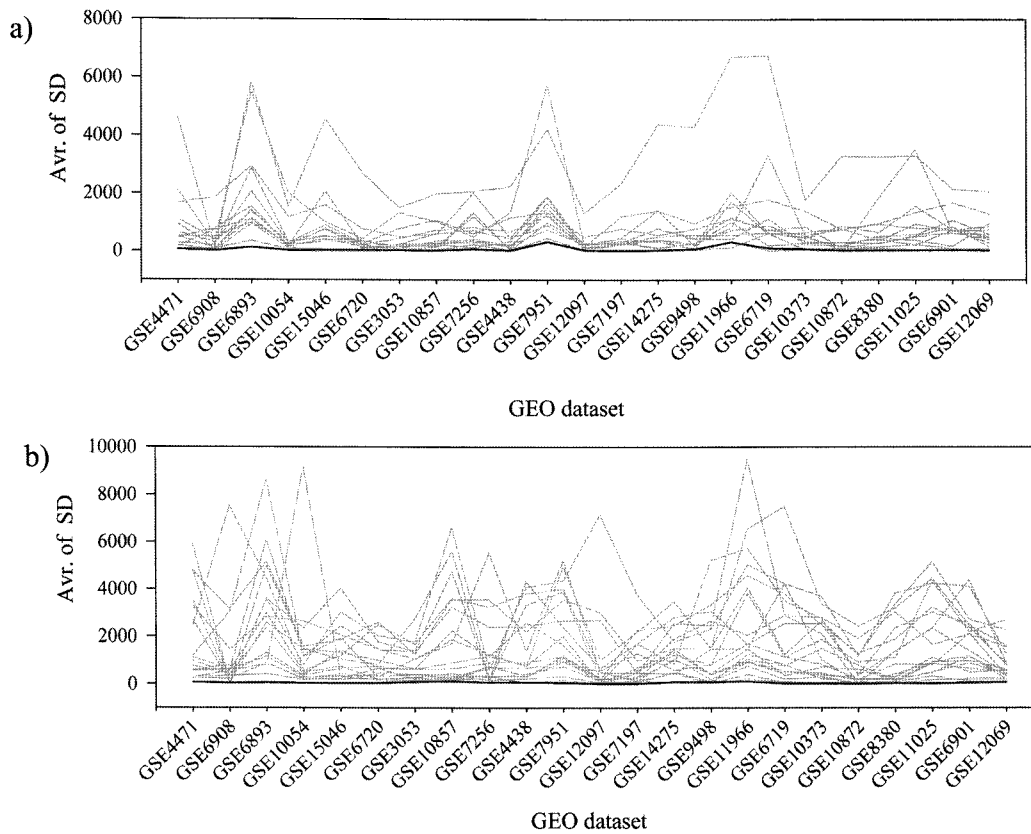 a)
8000
6000
4000
2000
0
Avr. of SD
GSE4471
GSE6908
GSE6893
GSE10054
GSE15046
GSE6720
GSE3053
GSE10857
GSE7256
GSE4438
GSE7951
GSE12097
GSE7197
GSE14275
GSE9498
GSE11966
GSE6719
GSE10373
GSE10872
GSE8380
GSE11025
GSE6901
GSE12069
GEO dataset
b)
10000
8000
6000
4000
2000
0
Avr. of SD
GSE4471
GSE6908
GSE6893
GSE10054
GSE15046
GSE6720
GSE3053
GSE10857
GSE7256
GSE4438
GSE7951
GSE12097
GSE7197
GSE14275
GSE9498
GSE11966
GSE6719
GSE10373
GSE10872
GSE8380
GSE11025
GSE6901
GSE12069
GEO dataset